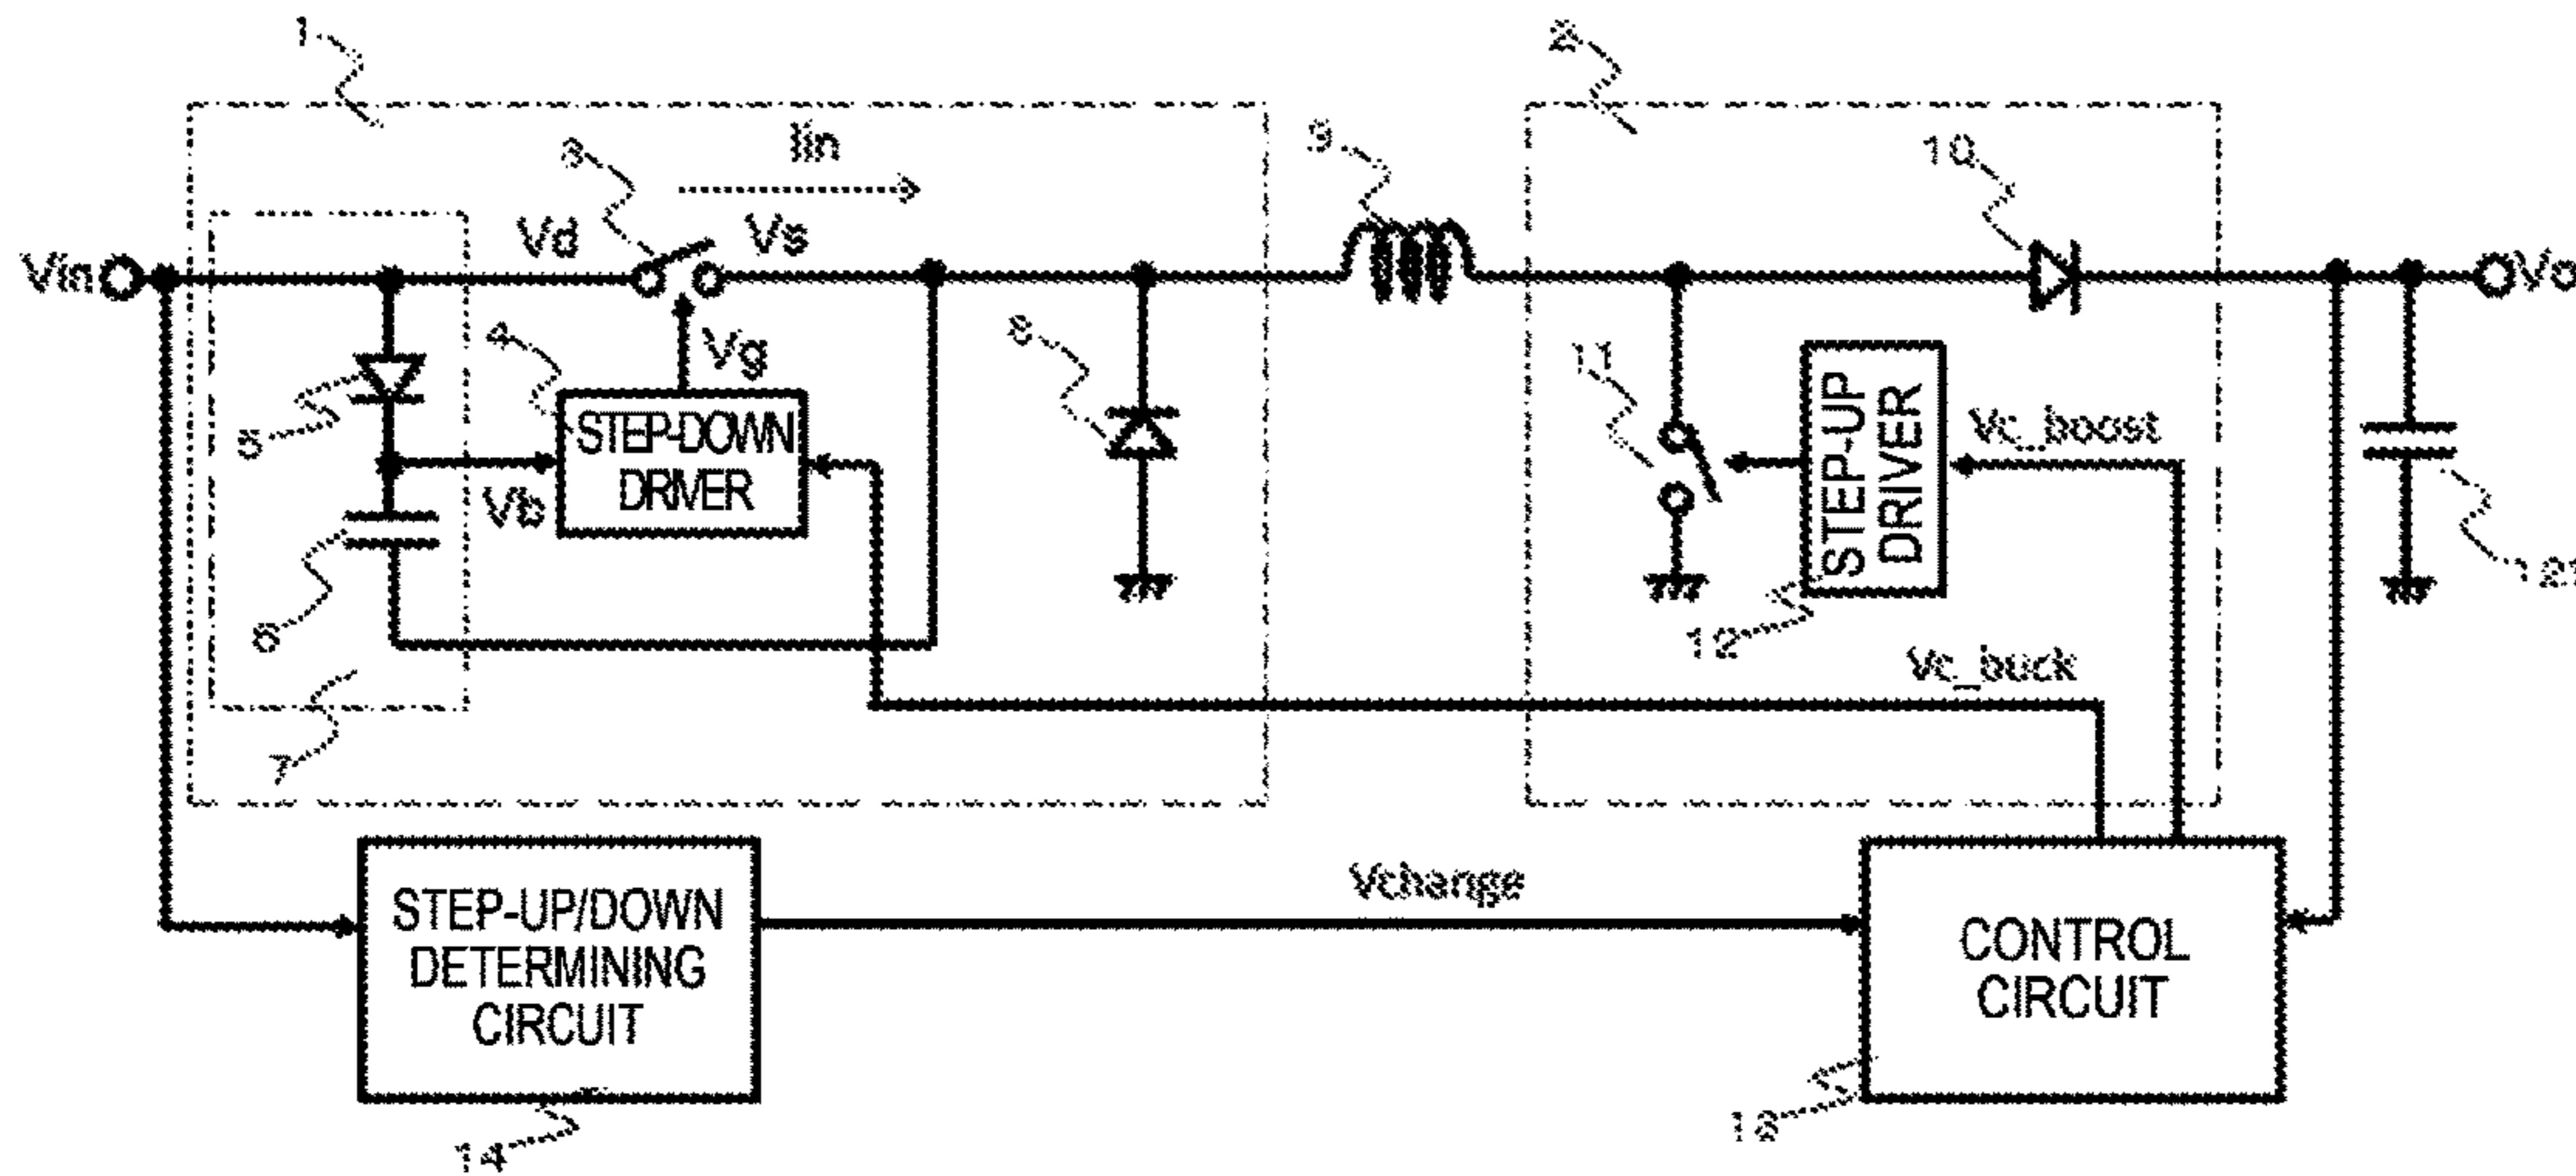 1
2
Iin
3
9
10
Vin
Vd
Vs
Vo
4
Vg
8
11
5
STEP-DOWN
DRIVER
STEP-UP
DRIVER
Vc_boost
Vb
6
12
121
Vc_buck
7
STEP-UP/DOWN
DETERMINING
CIRCUIT
Vchange
CONTROL
CIRCUIT
14